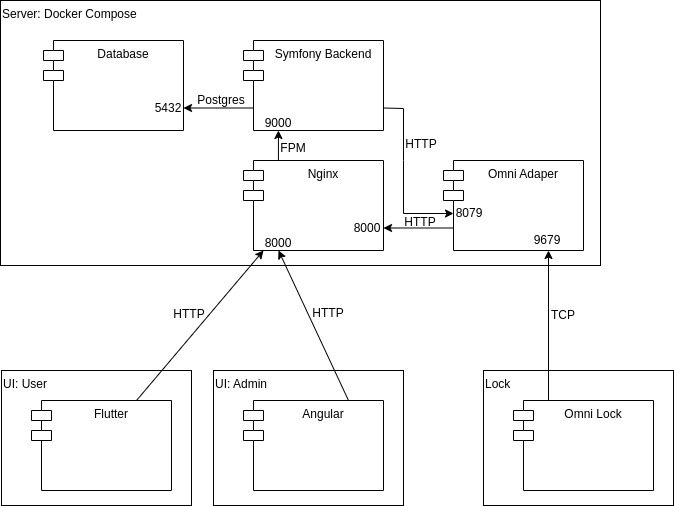 Server: Docker Compose
Database
Symfony Backend
Postgres
5432
9000
FPM
HTTP
Nginx
Omni Adaper
8079
HTTP
8000
8000
9679
HTTP
HTTP
TCP
UI: User
UI: Admin
Lock
Flutter
Angular
Omni Lock